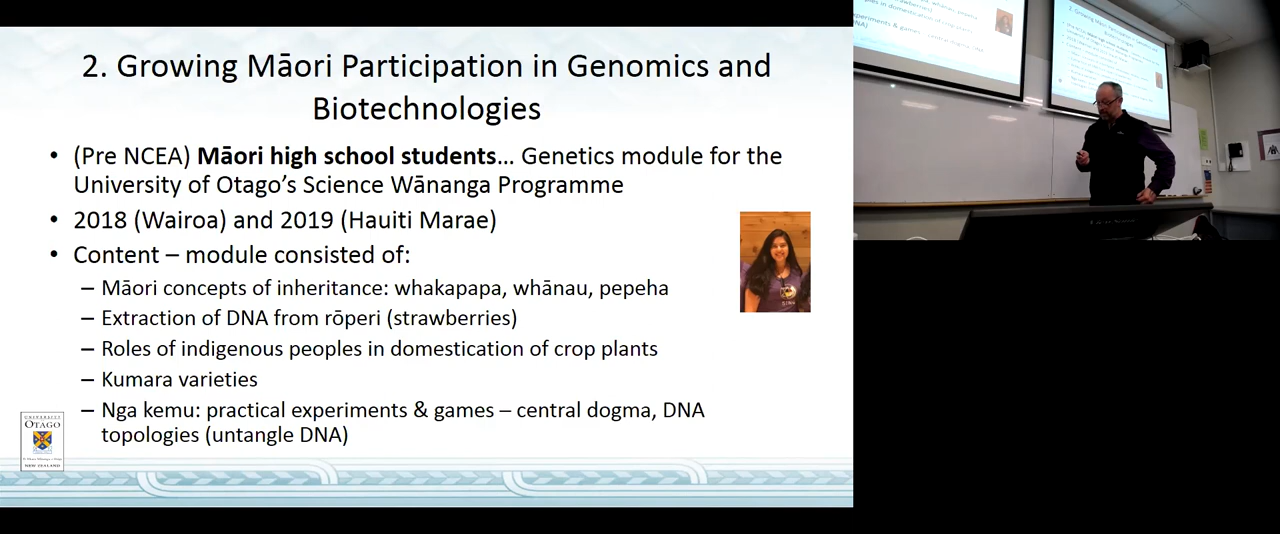 2. Growing Māori Participation in Genomics and
Biotechnologies
• (Pre NCEA) Māori high school students… Genetics module for the
University of Otago’s Science Wānanga Programme
• 2018 (Wairoa) and 2019 (Hauiti Marae)
• Content – module consisted of:
– Māori concepts of inheritance: whakapapa, whānau, pepeha
– Extraction of DNA from rōperi (strawberries)
– Roles of indigenous peoples in domestication of crop plants
– Kumara varieties
– Nga kemu: practical experiments & games – central dogma, DNA
topologies (untangle DNA)
UNIVERSITY
OTAGO
NEW ZEALAND